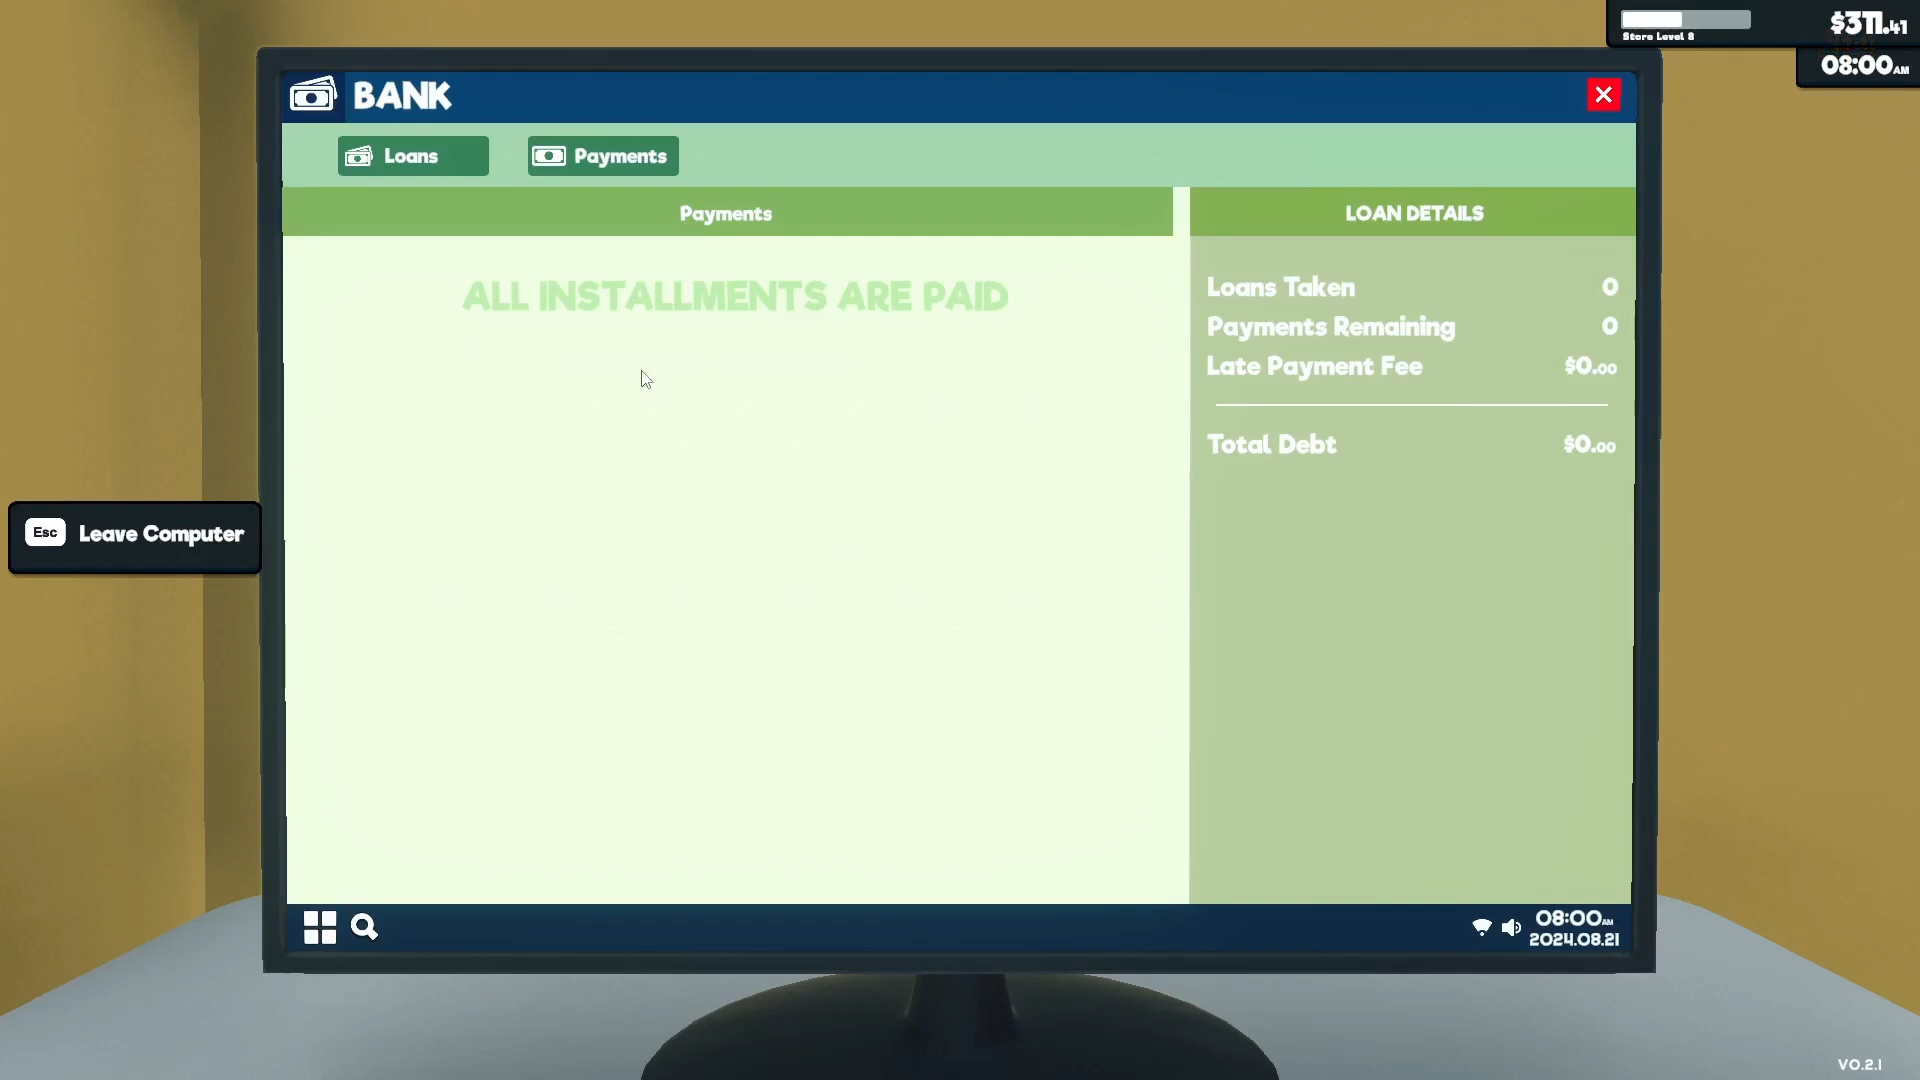 $311.41
Store Level 8
08:00AM
BANK
Loans
Payments
Payments
LOAN DETAILS
ALL INSTALLMENTS ARE PAID
Loans Taken 0
Payments Remaining 0
Late Payment Fee $0.00
Total Debt $0.00
Esc Leave Computer
08:00AM
2024.08.21
V0.2.1